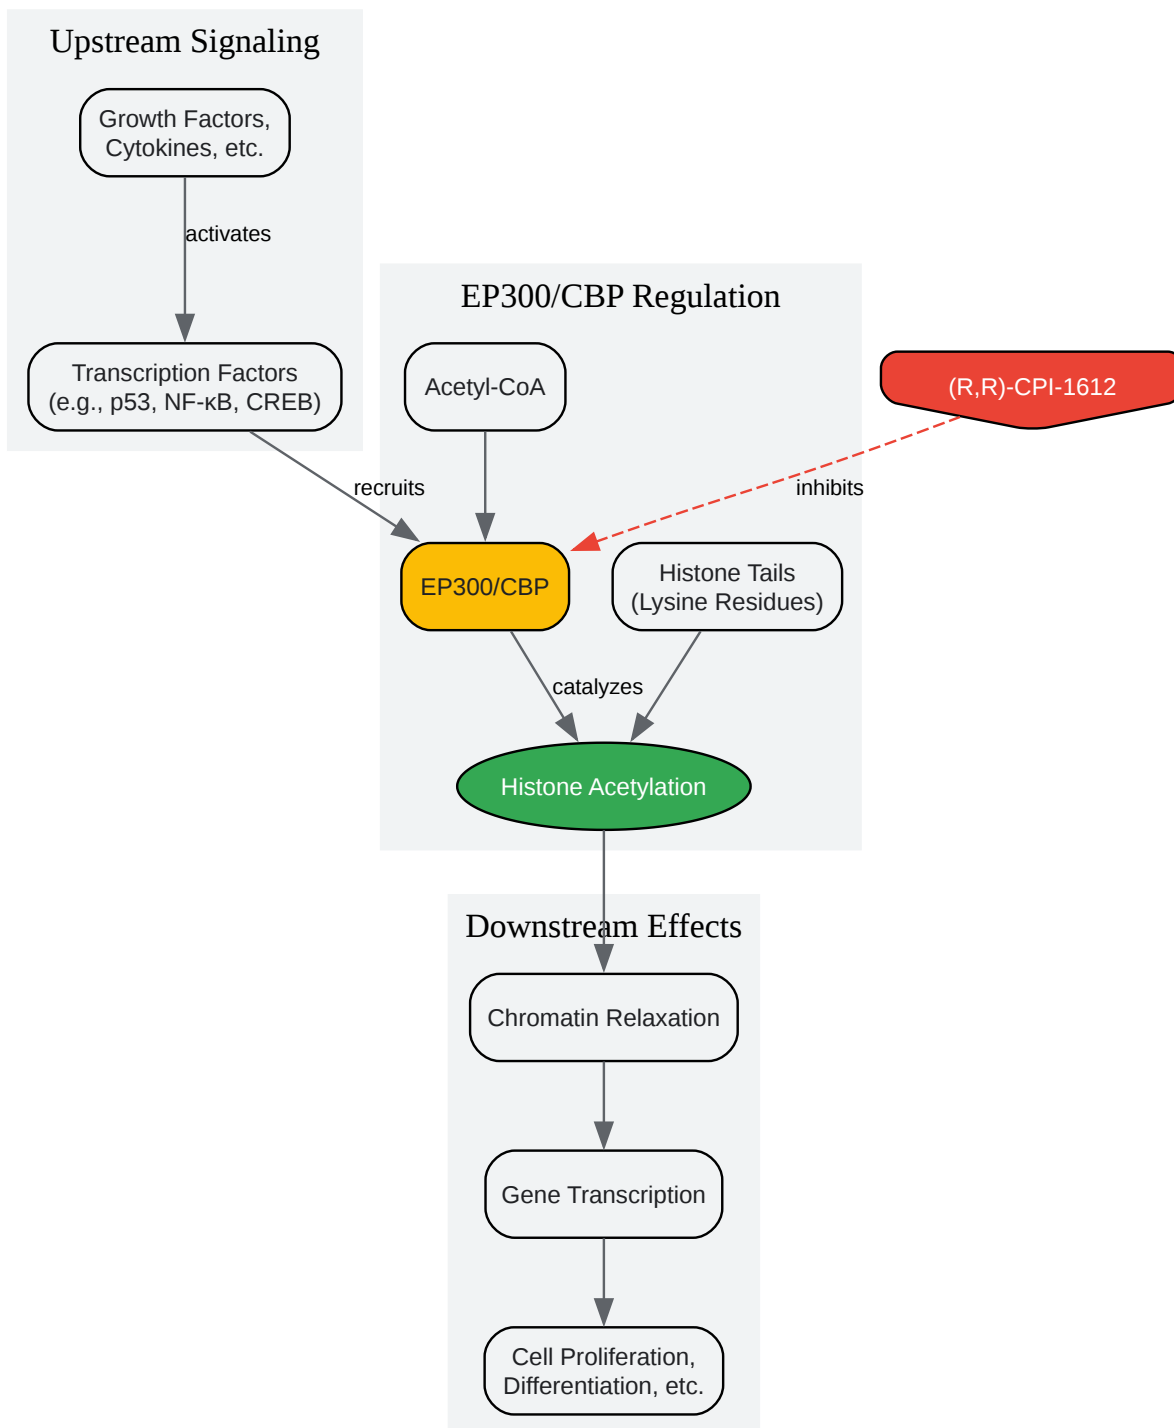 Upstream Signaling
Growth Factors,
Cytokines, etc.
activates
Transcription Factors
(e.g., p53, NF-κB, CREB)
EP300/CBP Regulation
Acetyl-CoA
(R,R)-CPI-1612
recruits
inhibits
EP300/CBP
Histone Tails
(Lysine Residues)
catalyzes
Histone Acetylation
Downstream Effects
Chromatin Relaxation
Gene Transcription
Cell Proliferation,
Differentiation, etc.